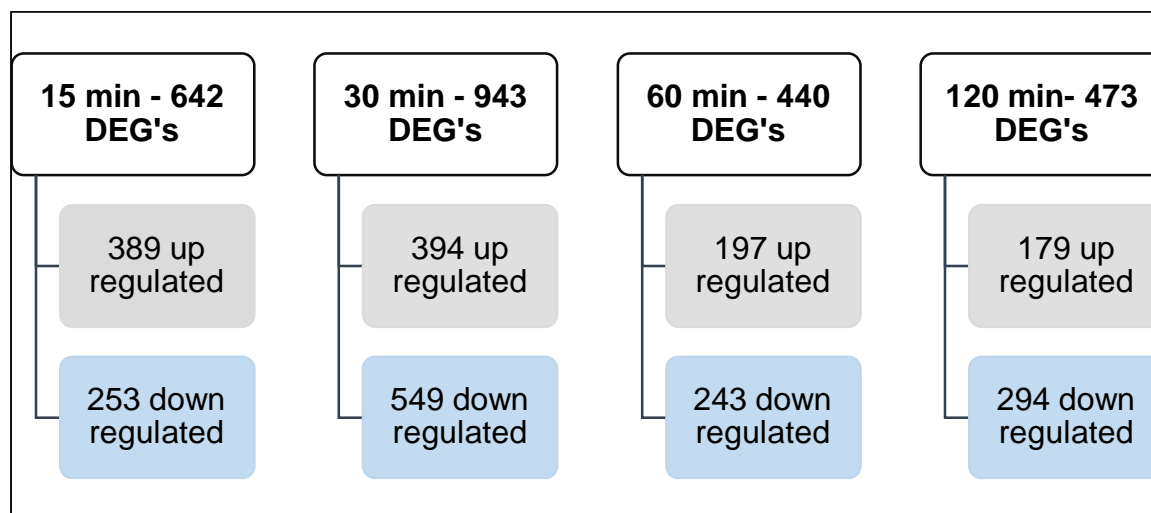 15 min - 642
DEG's
389 up
regulated
253 down
regulated
30 min - 943
DEG's
394 up
regulated
549 down
regulated
60 min - 440
DEG's
197 up
regulated
243 down
regulated
120 min- 473
DEG's
179 up
regulated
294 down
regulated